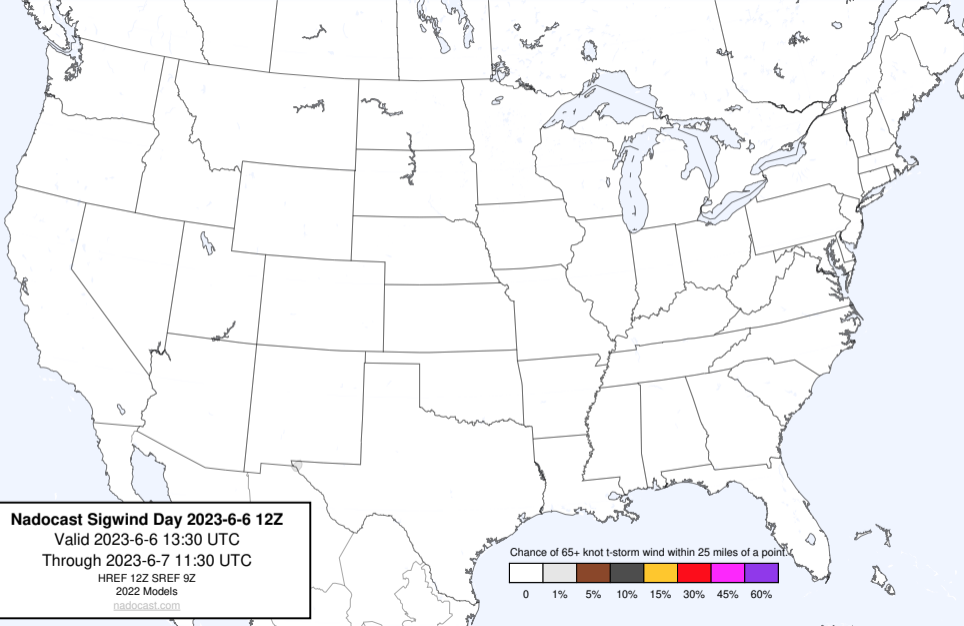 Nadocast Sigwind Day 2023-6-6 12Z
Valid 2023-6-6 13:30 UTC
Through 2023-6-7 11:30 UTC
HREF 12Z SREF 9Z
2022 Models
nadocast.com
Chance of 65+ knot t-storm wind within 25 miles of a point.
0 1% 5% 10% 15% 30% 45% 60%